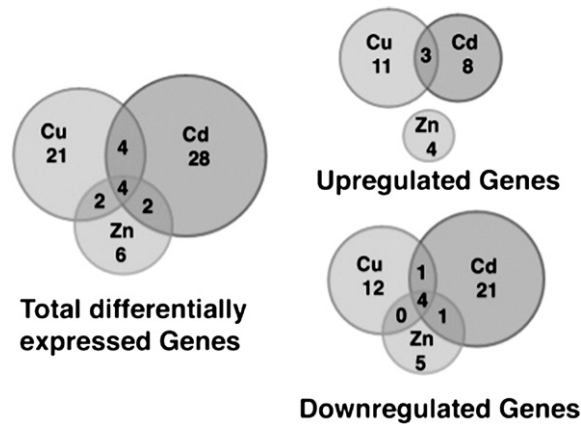 Cu
21
4
Cd
28
4
2
2
Zn
6
Total differentially
expressed Genes
Cu
11
3
Cd
8
Zn
4
Upregulated Genes
Cu
12
1
Cd
21
4
0
1
Zn
5
Downregulated Genes